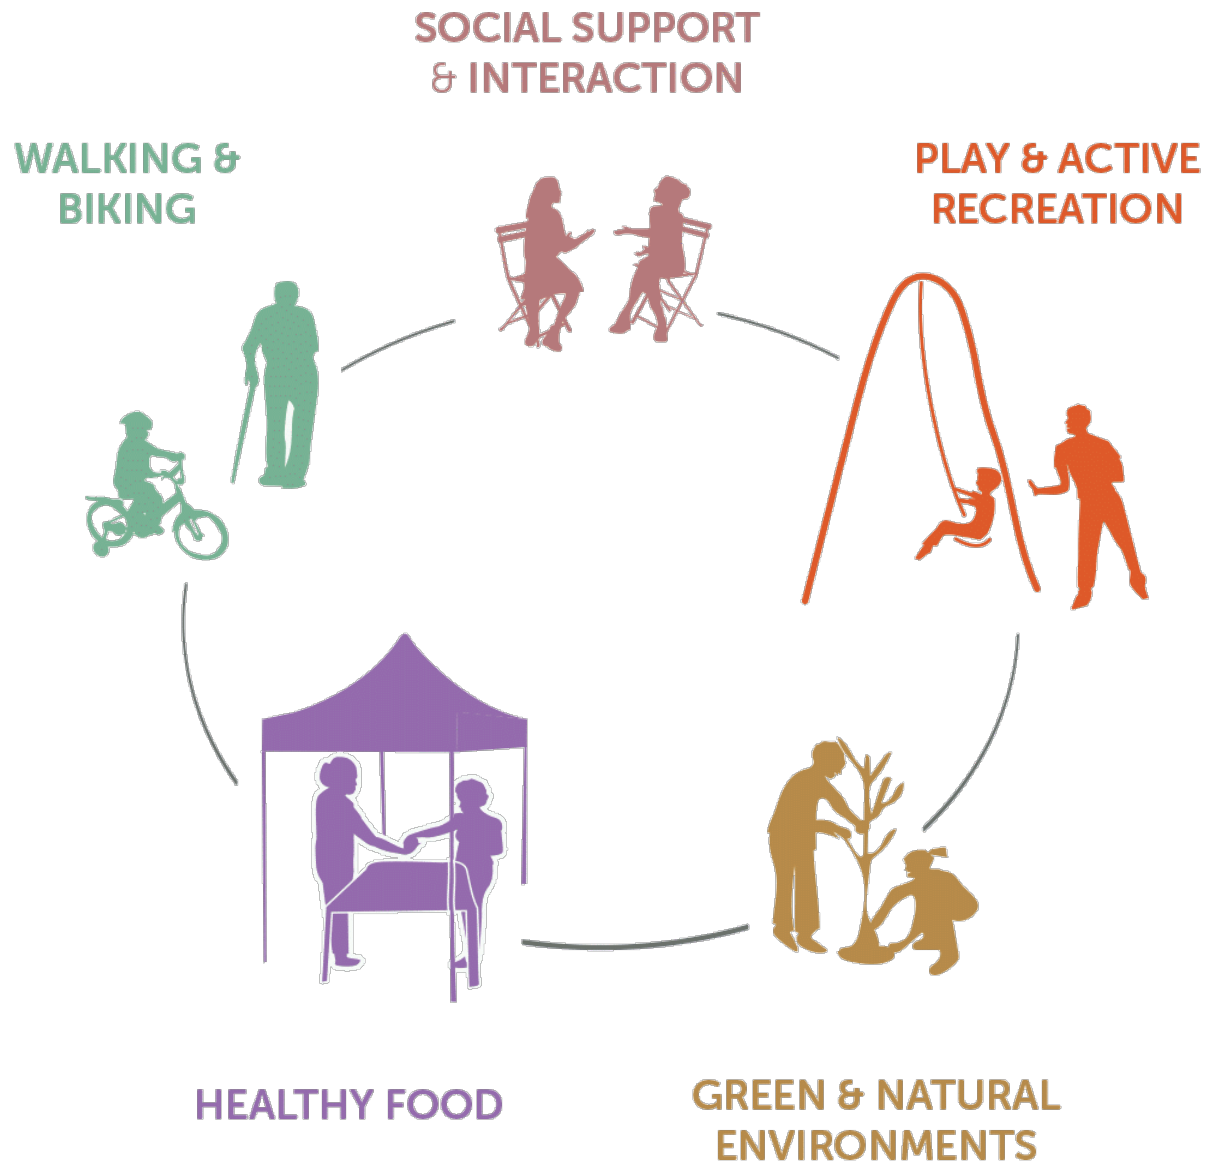 SOCIAL SUPPORT
& INTERACTION
WALKING &
BIKING
PLAY & ACTIVE
RECREATION
HEALTHY FOOD
GREEN & NATURAL
ENVIRONMENTS